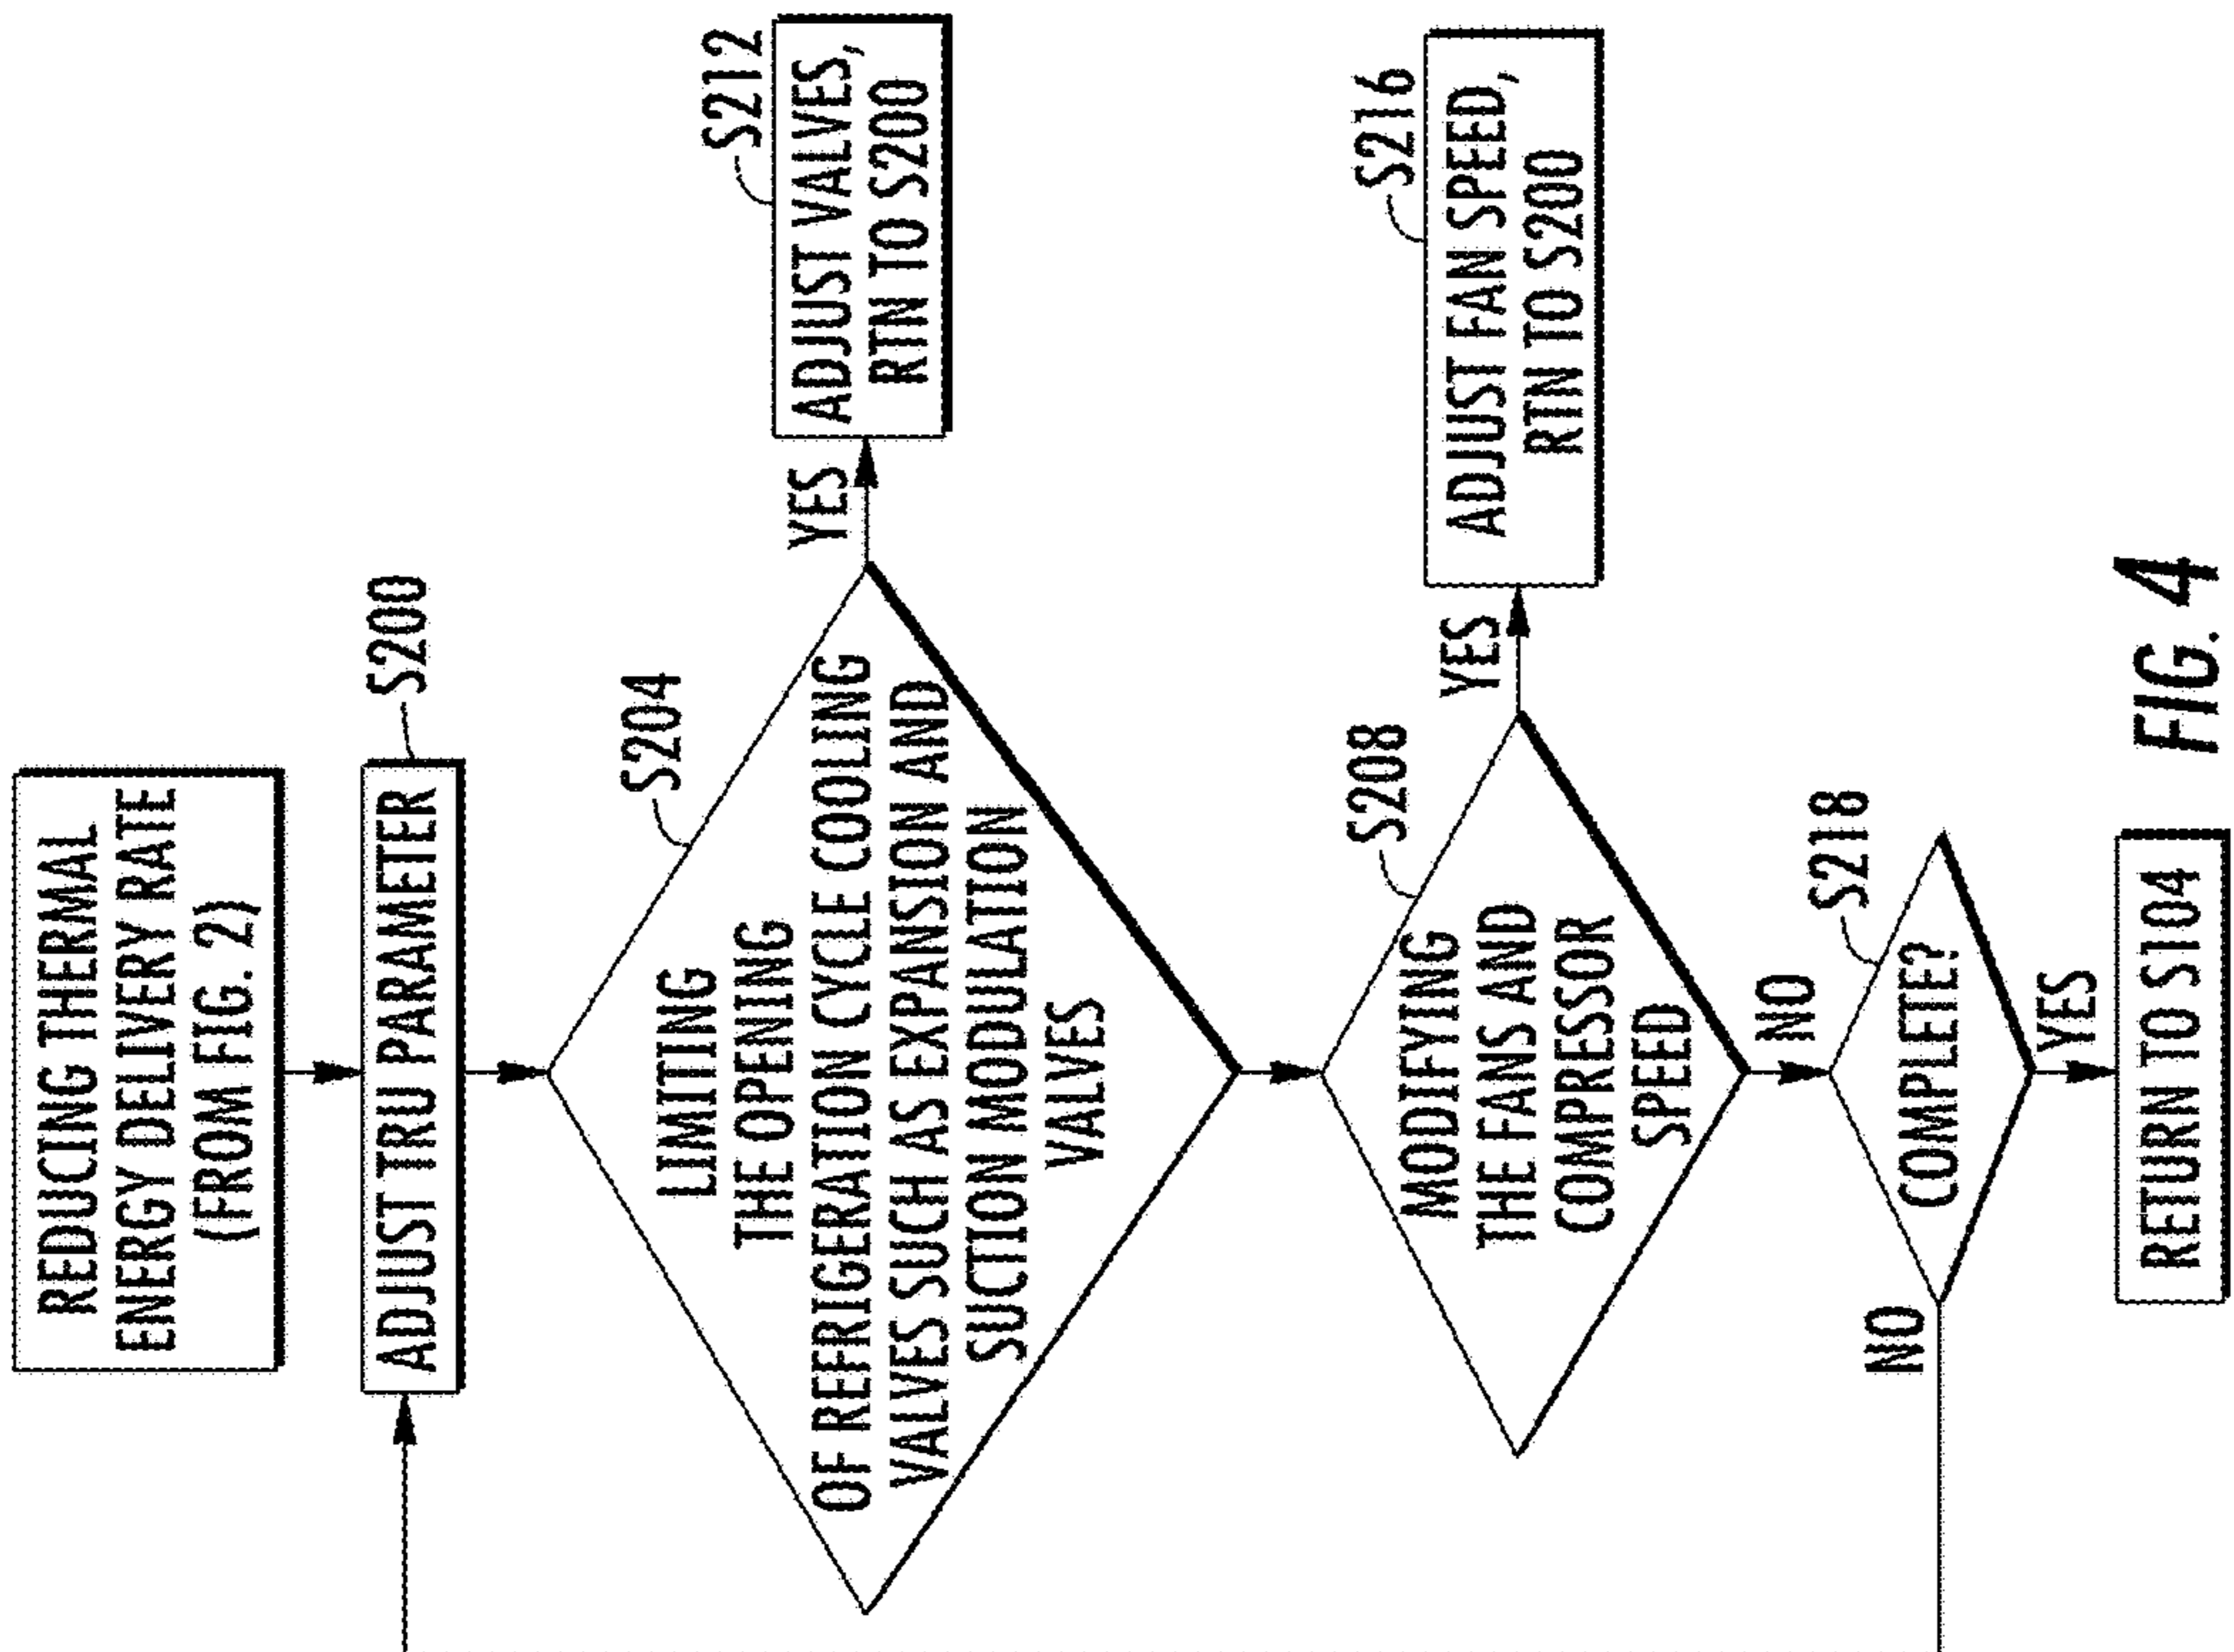 REDUCING THERMAL
ENERGY DELIVERY RATE
(FROM FIG. 2)
S200
ADJUST TRU PARAMETER
S204
LIMITING
THE OPENING
OF REFRIGERATION CYCLE COOLING
VALVES SUCH AS EXPANSION AND
SUCTION MODULATION
VALVES
YES
S212
ADJUST VALVES,
RTN TO S200
S208
MODIFYING
THE FANS AND
COMPRESSOR
SPEED
YES
S216
ADJUST FAN SPEED,
RTN TO S200
NO
S218
COMPLETE?
NO
YES
RETURN TO S104
FIG. 4